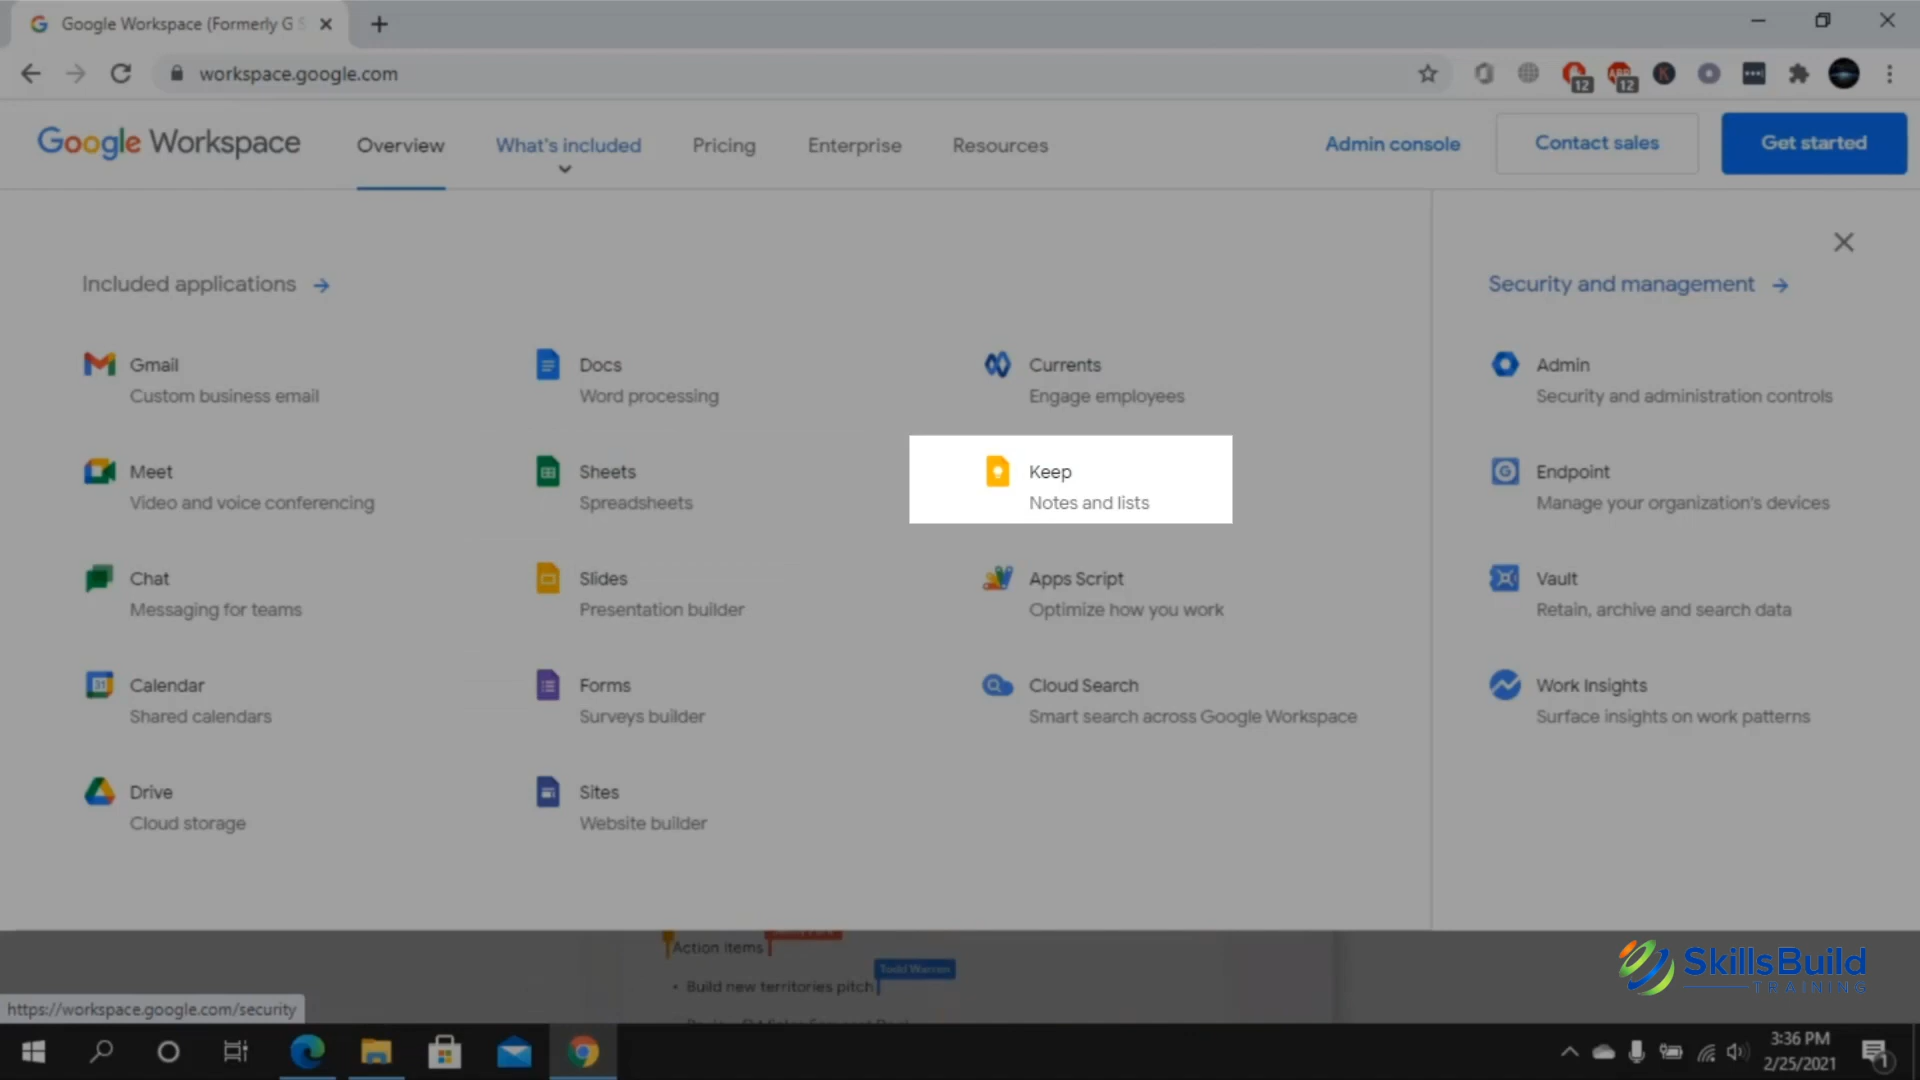 Google Workspace (Formerly G S
workspace.google.com
12
12
K
Google Workspace
Overview
What's included
Pricing
Enterprise
Resources
Admin console
Contact sales
Get started
Included applications
Security and management
Gmail
Custom business email
Docs
Word processing
Currents
Engage employees
Admin
Security and administration controls
Meet
Video and voice conferencing
Sheets
Spreadsheets
Keep
Notes and lists
Endpoint
Manage your organization's devices
Chat
Messaging for teams
Slides
Presentation builder
Apps Script
Optimize how you work
Vault
Retain, archive and search data
31
Calendar
Shared calendars
Forms
Surveys builder
Cloud Search
Smart search across Google Workspace
Work Insights
Surface insights on work patterns
Drive
Cloud storage
Sites
Website builder
Action Items
Todd Warren
• Build new territories pitch
SkillsBuild
TRAINING
https://workspace.google.com/security
3:36 PM
2/25/2021
1